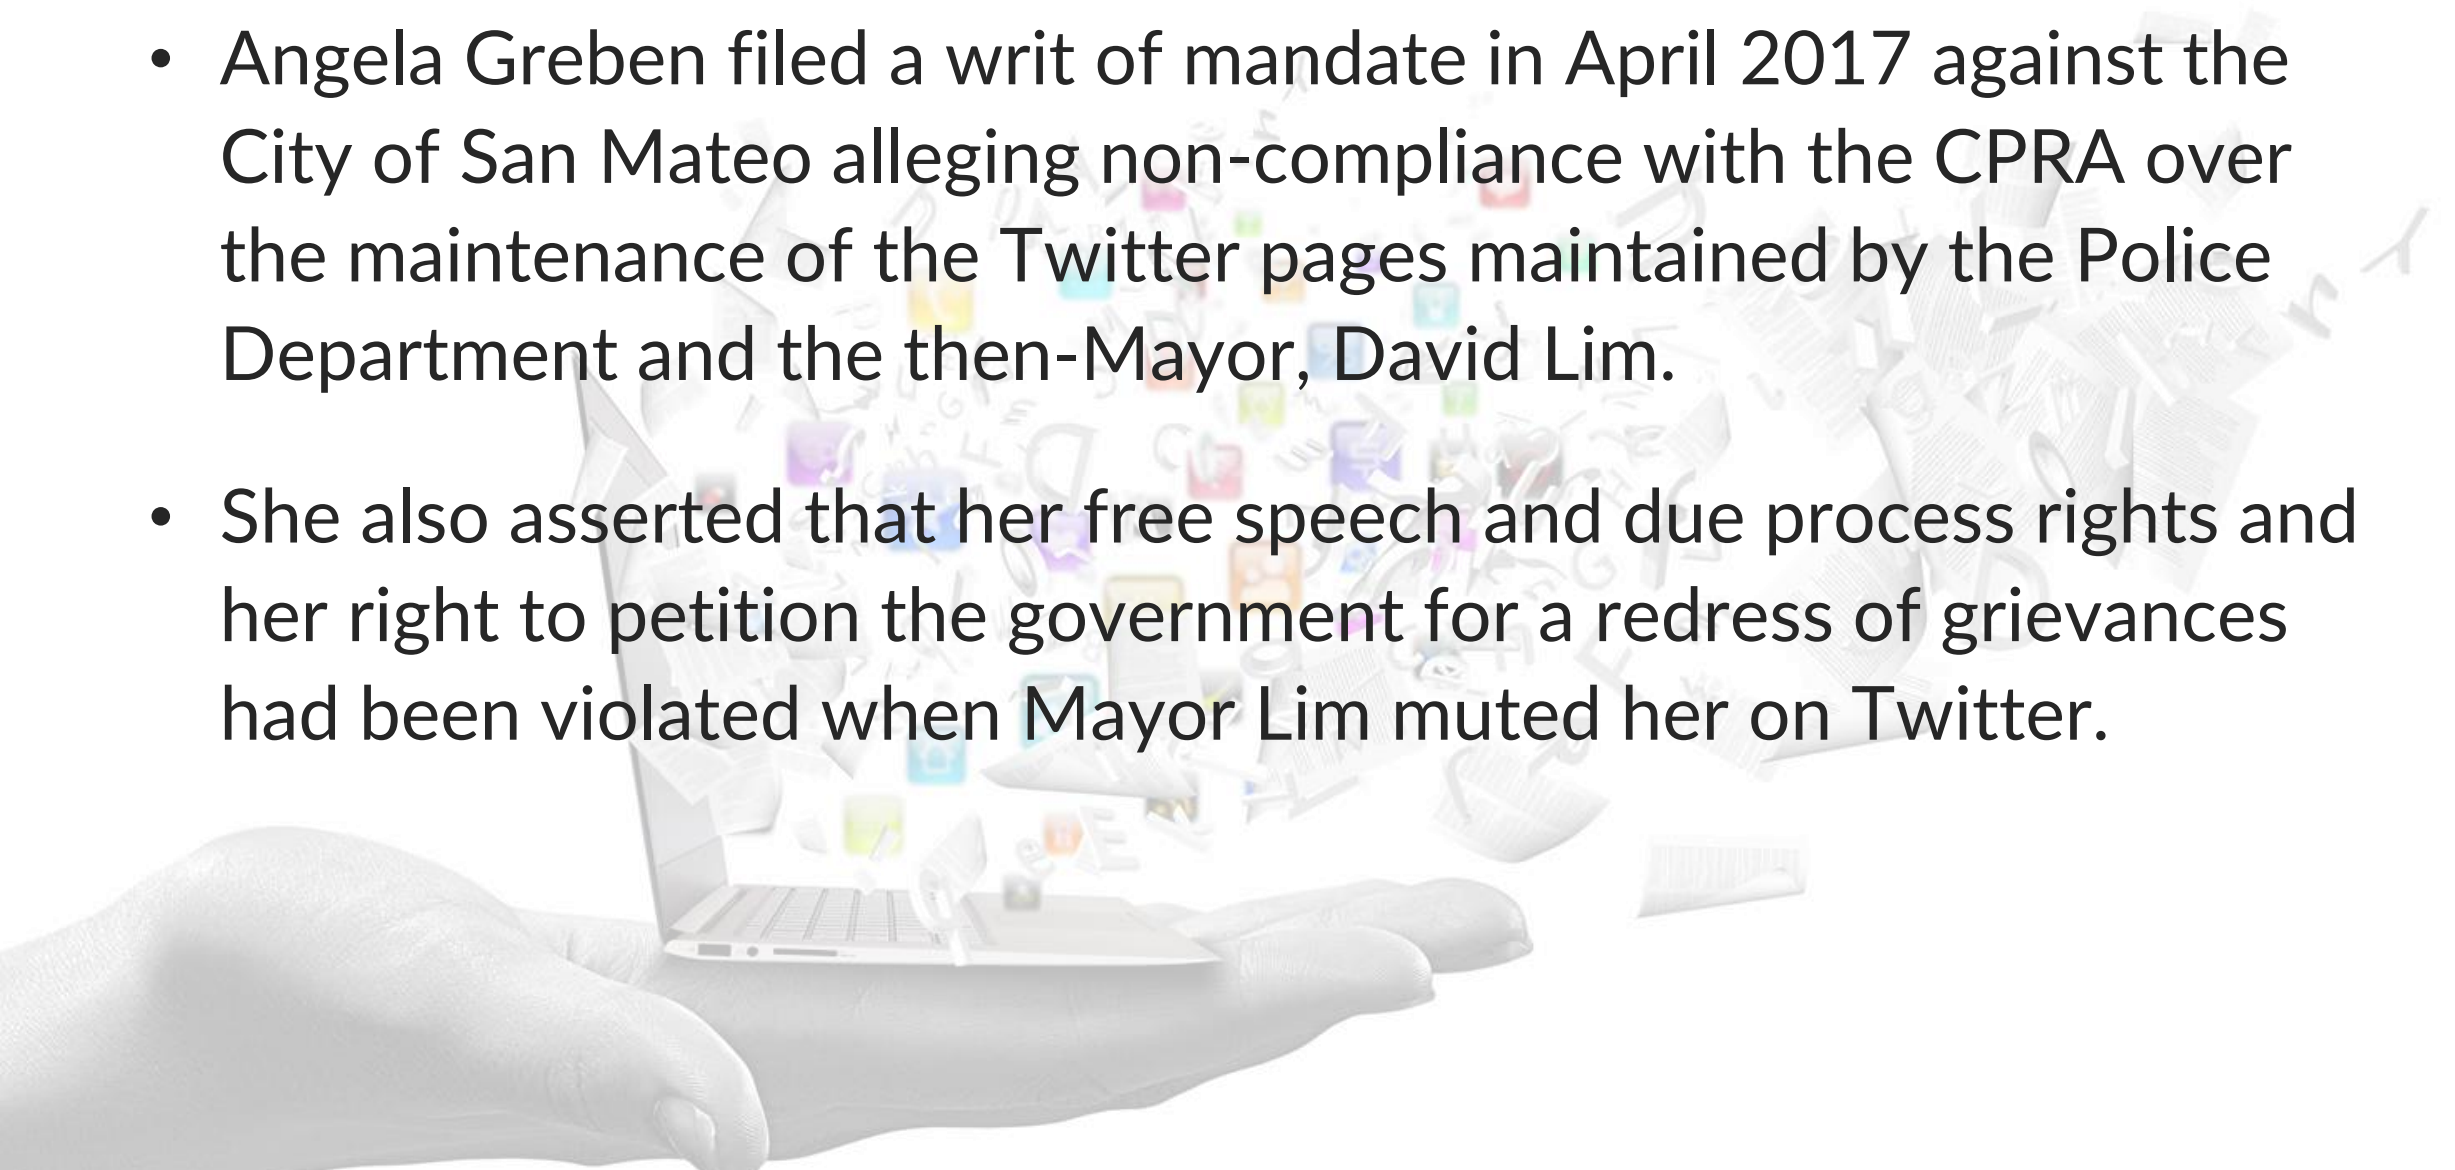 • Angela Greben filed a writ of mandate in April 2017 against the
City of San Mateo alleging non-compliance with the CPRA over
the maintenance of the Twitter pages maintained by the Police
Department and the then-Mayor, David Lim.
• She also asserted that her free speech and due process rights and
her right to petition the government for a redress of grievances
had been violated when Mayor Lim muted her on Twitter.